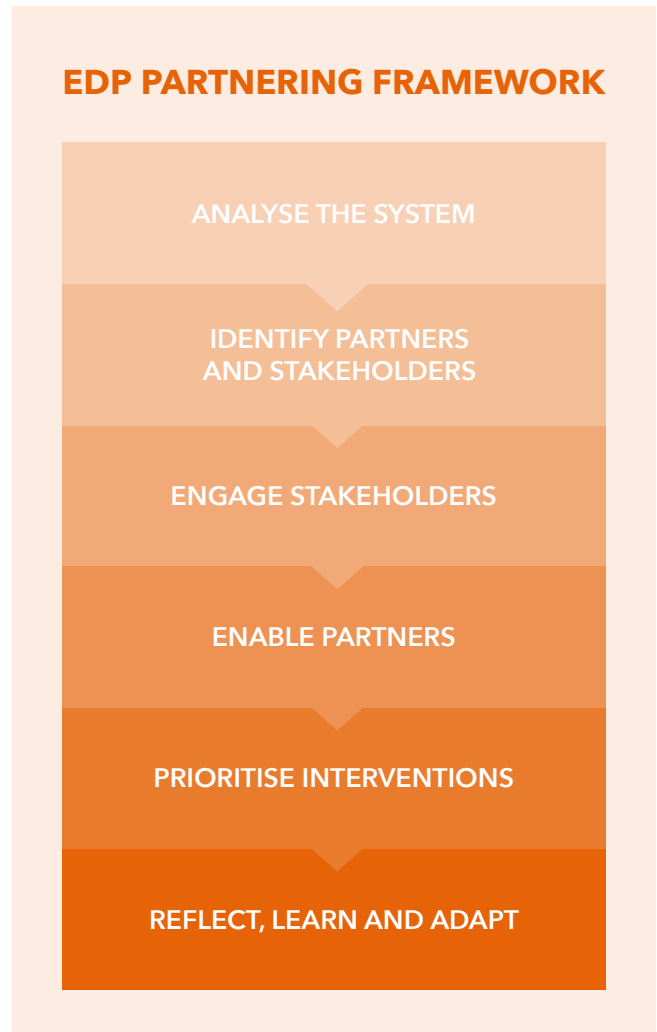 EDP PARTNERING FRAMEWORK
ANALYSE THE SYSTEM
IDENTIFY PARTNERS
AND STAKEHOLDERS
ENGAGE STAKEHOLDERS
ENABLE PARTNERS
PRIORITISE INTERVENTIONS
REFLECT, LEARN AND ADAPT